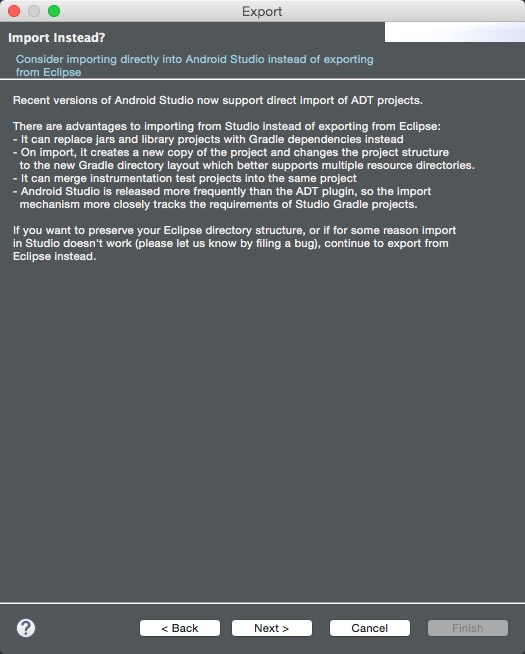 Export
Import Instead?
Consider importing directly into Android Studio instead of exporting
from Eclipse
Recent versions of Android Studio now support direct import of ADT projects.
There are advantages to importing from Studio instead of exporting from Eclipse:
- It can replace jars and library projects with Gradle dependencies instead
- On import, it creates a new copy of the project and changes the project structure
to the new Gradle directory layout which better supports multiple resource directories.
- It can merge instrumentation test projects into the same project
- Android Studio is released more frequently than the ADT plugin, so the import
mechanism more closely tracks the requirements of Studio Gradle projects.
If you want to preserve your Eclipse directory structure, or if for some reason import
in Studio doesn't work (please let us know by filing a bug), continue to export from
Eclipse instead.
? < Back Next > Cancel Finish